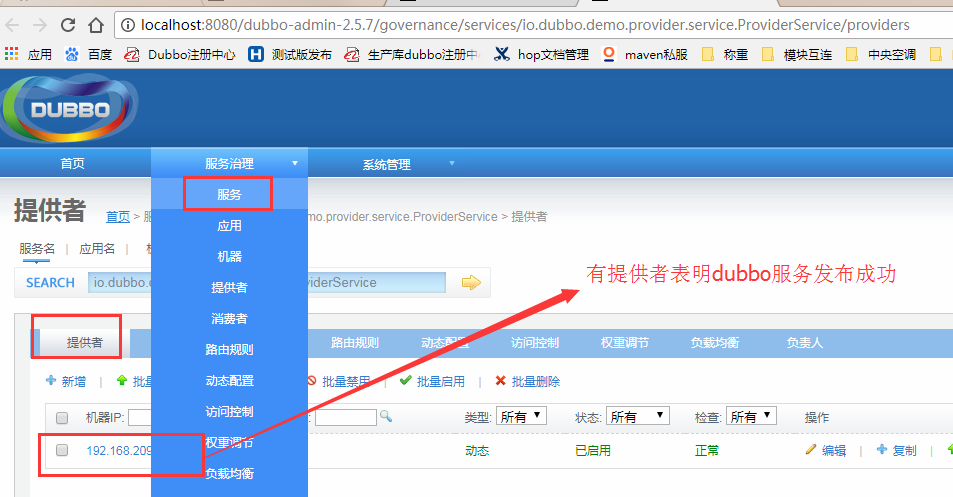 localhost:8080/dubbo-admin-2.5.7/governance/services/io.dubbo.demo.provider.service.ProviderService/providers
应用 百度 Dubbo注册中心 测试版发布 生产库dubbo注册中 hop文档管理 maven私服 称重 模块互连 中央空调
DUBBO
首页 服务治理 系统管理
服务
应用
机器
提供者
消费者
路由规则
动态配置
访问控制
权重调节
负载均衡
提供者 首页 > mo.provider.service.ProviderService > 提供者
服务名 | 应用名 |
SEARCH io.dubbo. viderService
有提供者表明dubbo服务发布成功
提供者 路由规则 动态配置 访问控制 权重调节 负载均衡 负责人
新增 | 批量禁用 | 批量启用 | 批量删除
机器IP: 类型: 所有 状态: 所有 检查: 所有 操作
192.168.209 动态 已启用 正常 编辑 | 复制 |